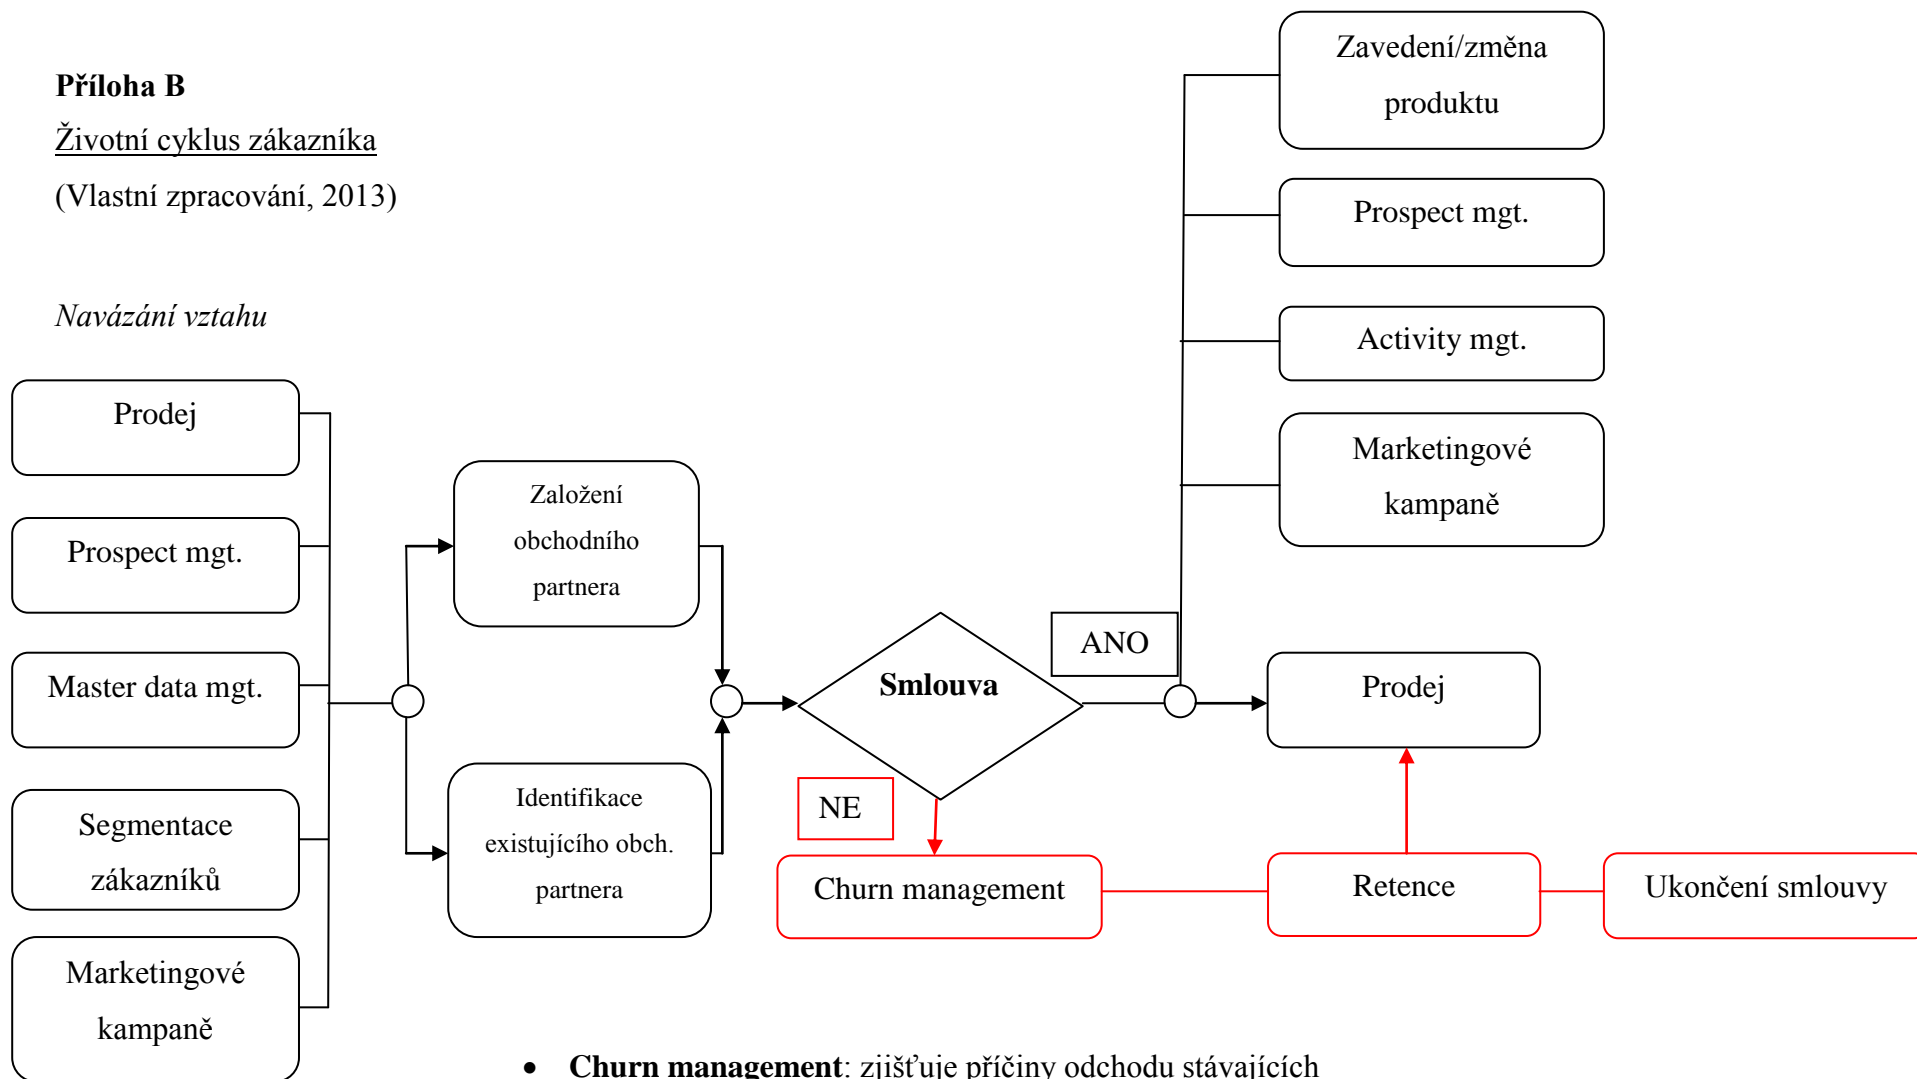 Příloha B
Životní cyklus zákazníka
(Vlastní zpracování, 2013)
Navázání vztahu
Prodej
Prospect mgt.
Master data mgt.
Segmentace
zákazníků
Marketingové
kampaně
Založení
obchodního
partnera
Identifikace
existujícího obch.
partnera
Smlouva
ANO
NE
Zavedení/změna
produktu
Prospect mgt.
Activity mgt.
Marketingové
kampaně
Prodej
Churn management
Retence
Ukončení smlouvy
• Churn management: zjišťuje příčiny odchodu stávajících